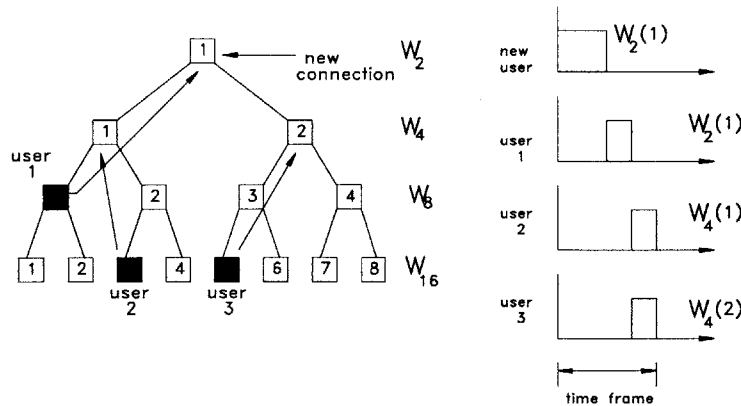 1
new
connection
W2
1
2
W4
user
1
2
3
4
W8
1
2
4
6
7
8
W16
user
2
user
3
new
user
W2(1)
user
1
W2(1)
user
2
W4(1)
user
3
W4(2)
time frame